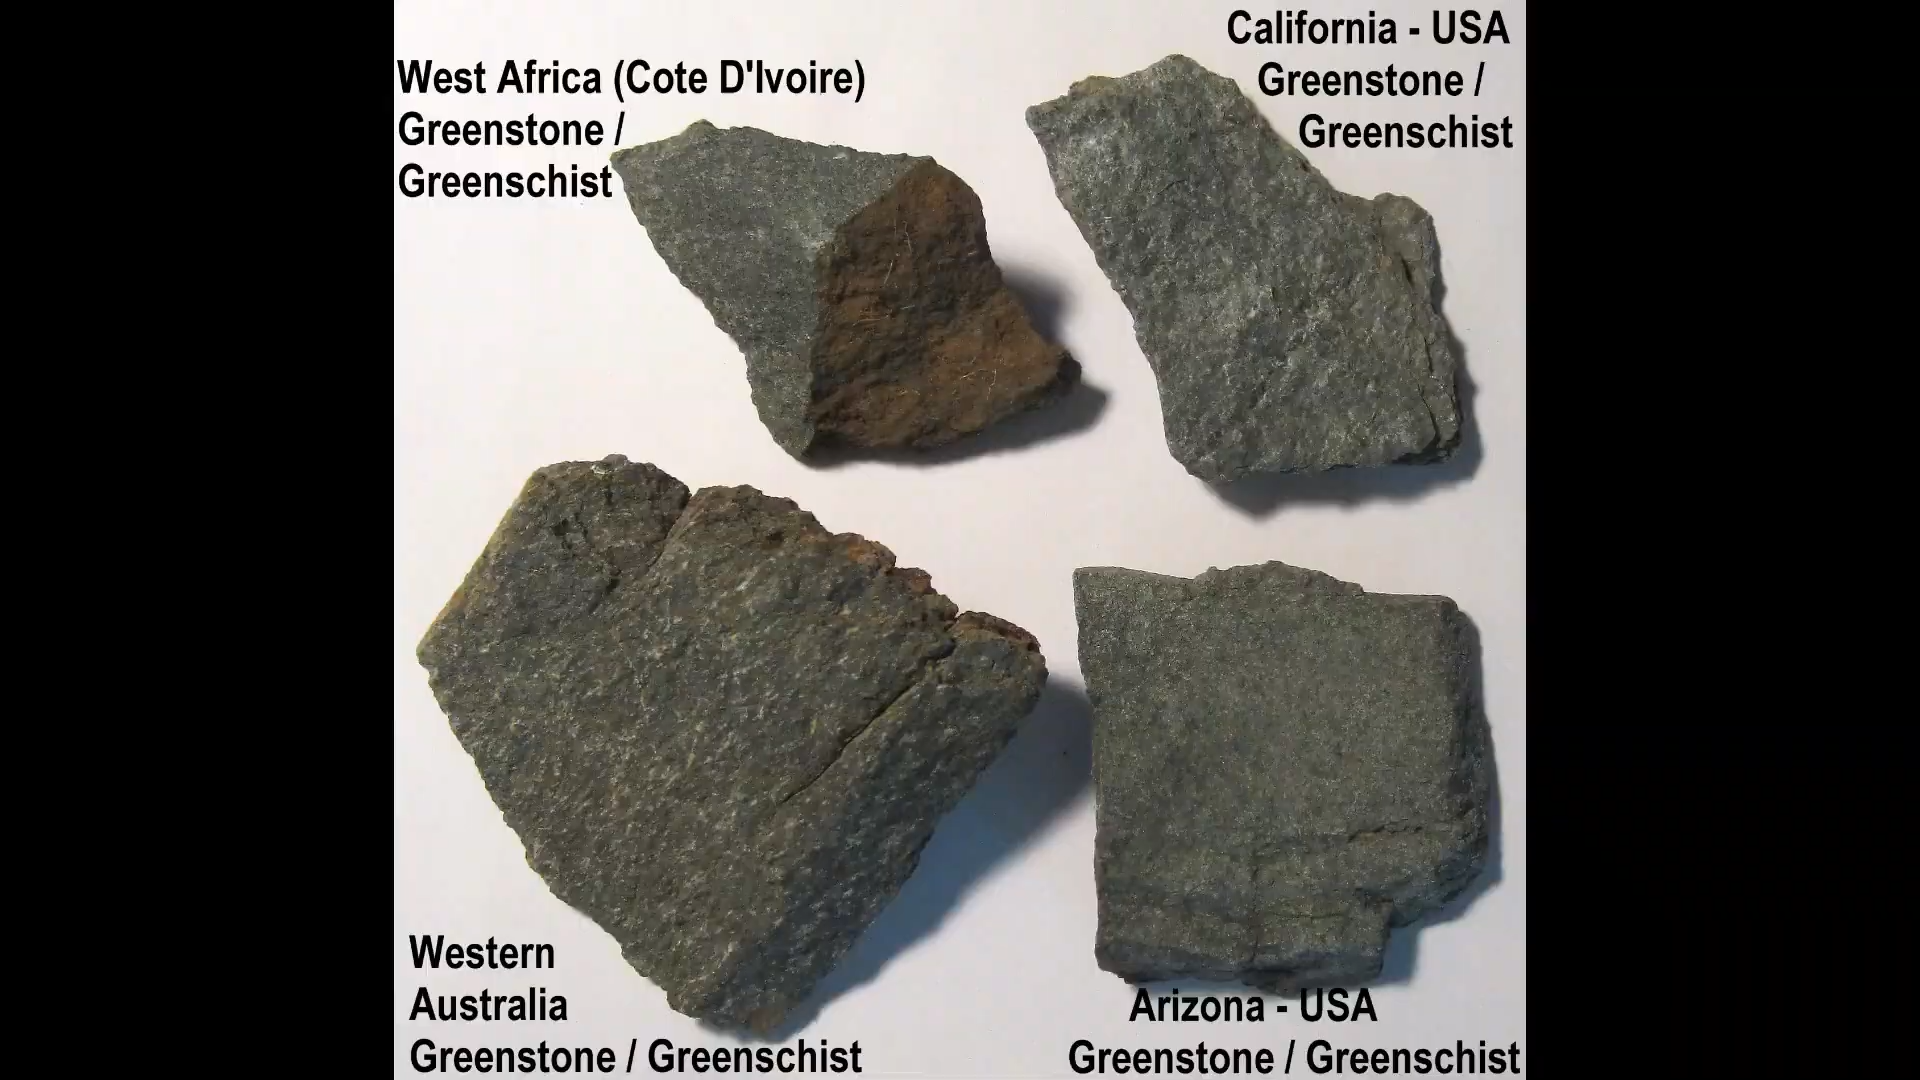 West Africa (Cote D'Ivoire)
Greenstone /
Greenschist
California - USA
Greenstone /
Greenschist
Western
Australia
Greenstone / Greenschist
Arizona - USA
Greenstone / Greenschist